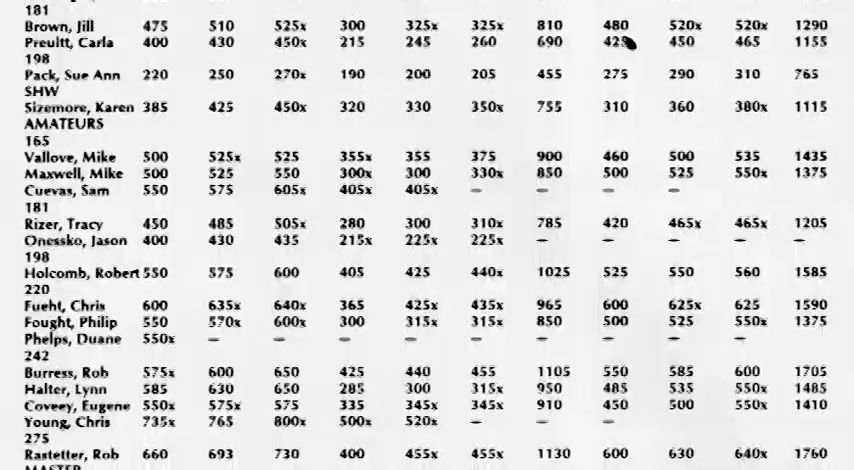 181
Brown, Jill 475 510 525x 300 325x 325x 810 480 520x 520x 1290
Preuitt, Carla 400 430 450x 215 245 260 690 425 450 465 1155
198
Pack, Sue Ann 220 250 270x 190 200 205 455 275 290 310 765
SHW
Sizemore, Karen 385 425 450x 320 330 350x 755 310 360 380x 1115
AMATEURS
165
Vallove, Mike 500 525x 525 355x 355 375 900 460 500 535 1435
Maxwell, Mike 500 525 550 300x 300 330x 850 500 525 550x 1375
Cuevas, Sam 550 575 605x 405x 405x — — — —
181
Rizer, Tracy 450 485 505x 280 300 310x 785 420 465x 465x 1205
Onessko, Jason 400 430 435 215x 225x 225x — — — — —
198
Holcomb, Robert 550 575 600 405 425 440x 1025 525 550 560 1585
220
Fueht, Chris 600 635x 640x 365 425x 435x 965 600 625x 625 1590
Fought, Philip 550 570x 600x 300 315x 315x 850 500 525 550x 1375
Phelps, Duane 550x — — — — — — — — — —
242
Burress, Rob 575x 600 650 425 440 455 1105 550 585 600 1705
Halter, Lynn 585 630 650 285 300 315x 950 485 535 550x 1485
Coveey, Eugene 550x 575x 575 335 345x 345x 910 450 500 550x 1410
Young, Chris 735x 765 800x 500x 520x — — — 
275
Rastetter, Rob 660 693 730 400 455x 455x 1130 600 630 640x 1760
MASTER